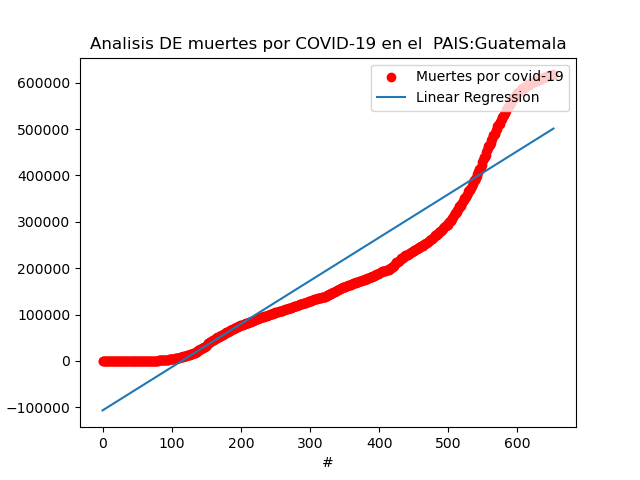 Analisis DE muertes por COVID-19 en el  PAIS:Guatemala
Muertes por covid-19
Linear Regression
600000
500000
400000
300000
200000
100000
0
−100000
0 100 200 300 400 500 600
#